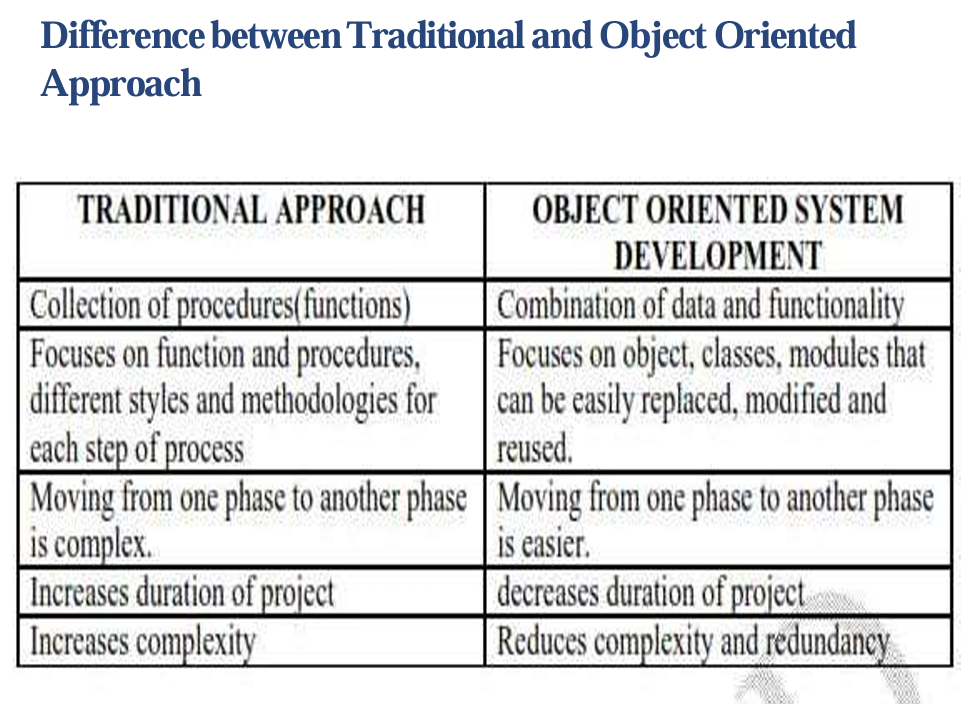 Difference between Traditional and Object Oriented
Approach
TRADITIONAL APPROACH
OBJECT ORIENTED SYSTEM
DEVELOPMENT
Collection of procedures(functions)
Combination of data and functionality
Focuses on function and procedures,
different styles and methodologies for
each step of process
Focuses on object, classes, modules that
can be easily replaced, modified and
reused.
Moving from one phase to another phase
is complex.
Moving from one phase to another phase
is easier.
Increases duration of project
decreases duration of project
Increases complexity
Reduces complexity and redundancy